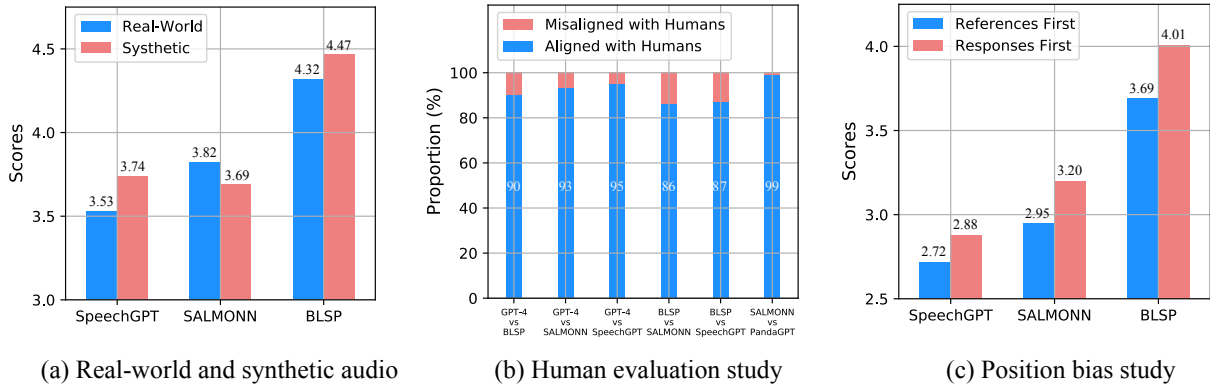 Real-World
Systhetic
4.5
4.0
3.5
3.0
Scores
3.53
3.74
3.82
3.69
4.32
4.47
SpeechGPT
SALMONN
BLSP
(a) Real-world and synthetic audio
Misaligned with Humans
Aligned with Humans
100
80
60
40
20
0
Proportion (%)
90
93
95
86
87
99
GPT-4
vs
BLSP
GPT-4
vs
SALMONN
GPT-4
vs
SpeechGPT
BLSP
vs
SALMONN
BLSP
vs
SpeechGPT
SALMONN
vs
PandaGPT
(b) Human evaluation study
References First
Responses First
4.0
3.5
3.0
2.5
Scores
2.72
2.88
2.95
3.20
3.69
4.01
SpeechGPT
SALMONN
BLSP
(c) Position bias study